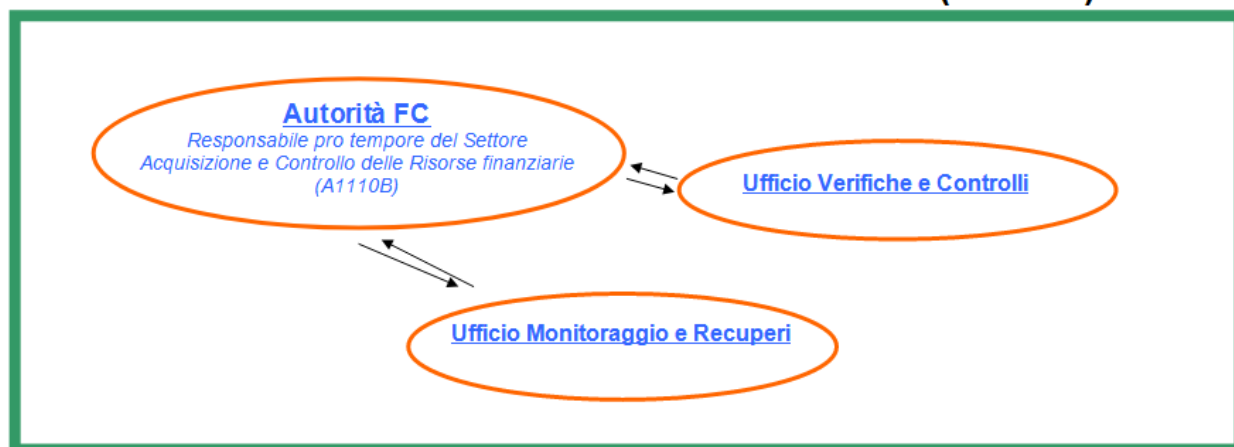 Autorità FC
Responsabile pro tempore del Settore
Acquisizione e Controllo delle Risorse finanziarie
(A1110B)
Ufficio Verifiche e Controlli
Ufficio Monitoraggio e Recuperi